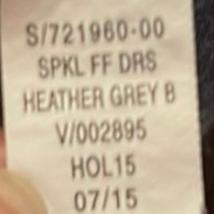 S/721960-00
SPKL FF DRS
HEATHER GREY B
V/002895
HOL15
07/15